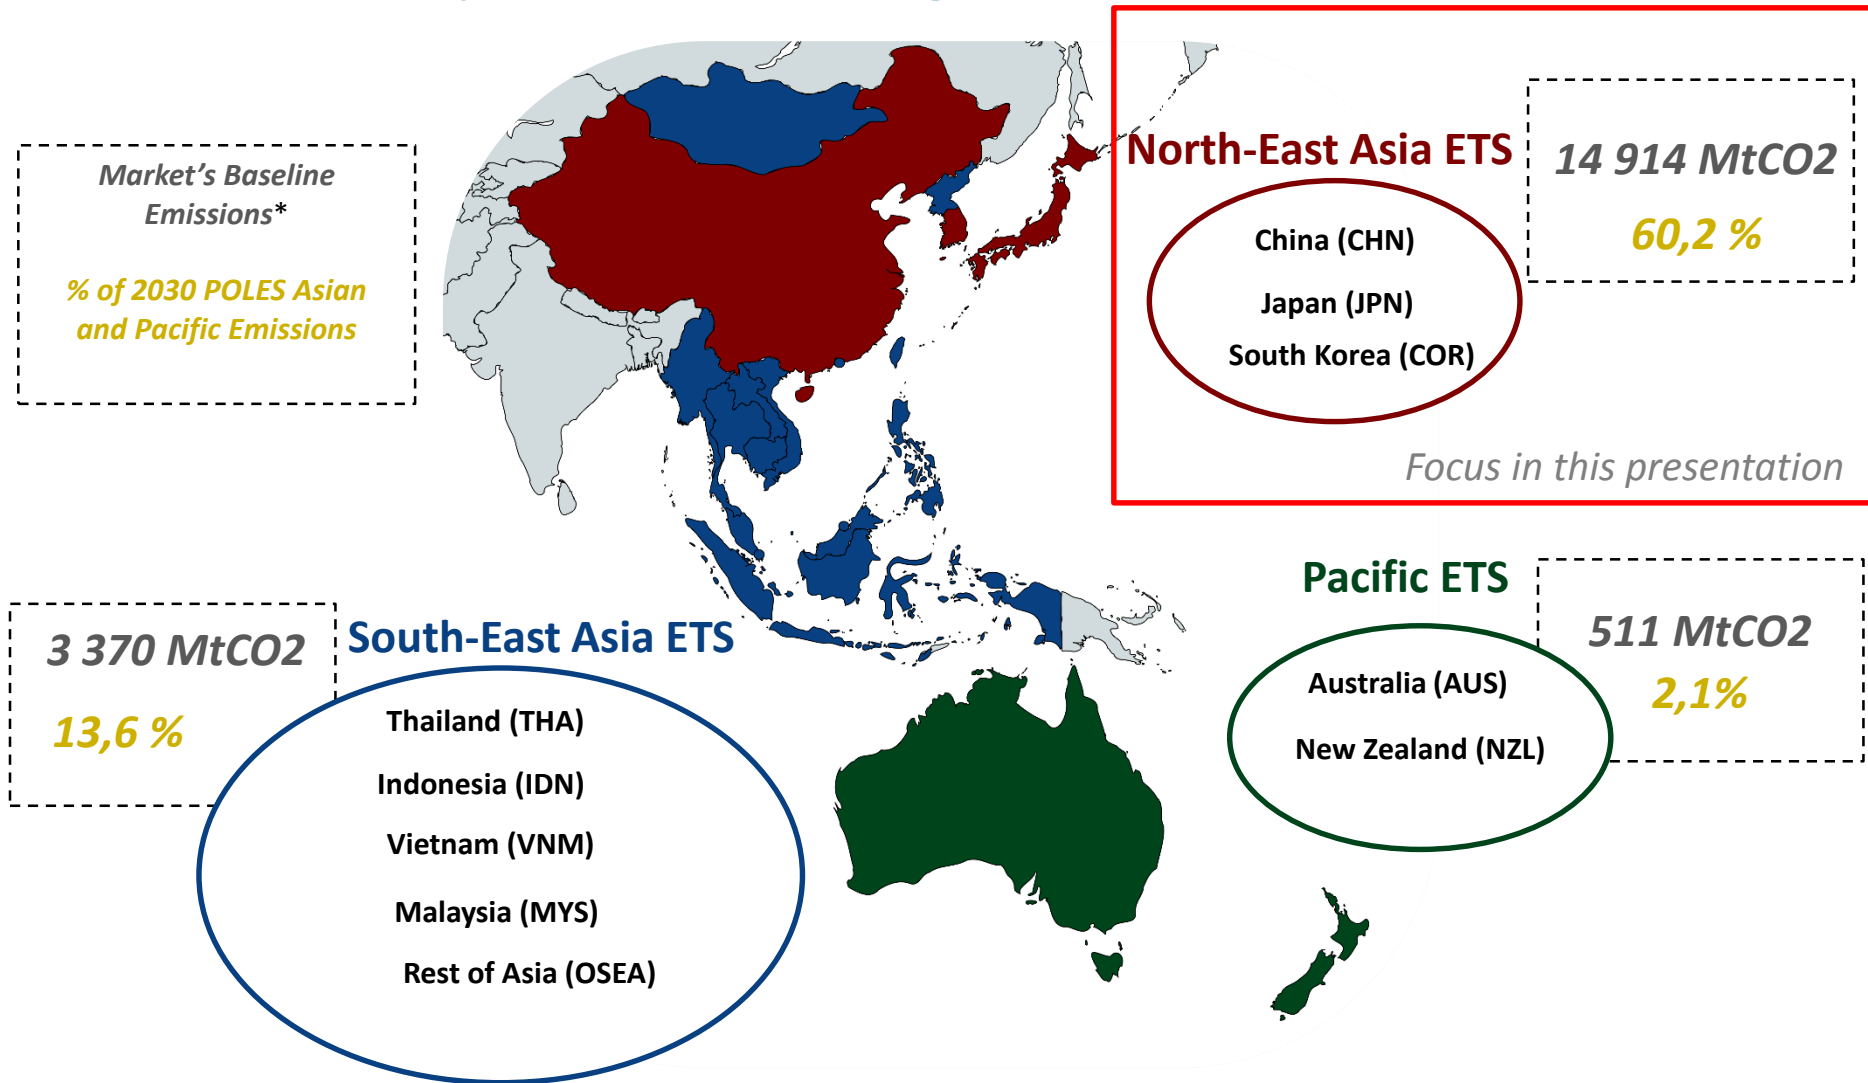 Market's Baseline
Emissions*
% of 2030 POLES Asian
and Pacific Emissions
North-East Asia ETS
14 914 MtCO2
60,2 %
China (CHN)
Japan (JPN)
South Korea (COR)
Focus in this presentation
Pacific ETS
511 MtCO2
2,1%
Australia (AUS)
New Zealand (NZL)
South-East Asia ETS
3 370 MtCO2
13,6 %
Thailand (THA)
Indonesia (IDN)
Vietnam (VNM)
Malaysia (MYS)
Rest of Asia (OSEA)